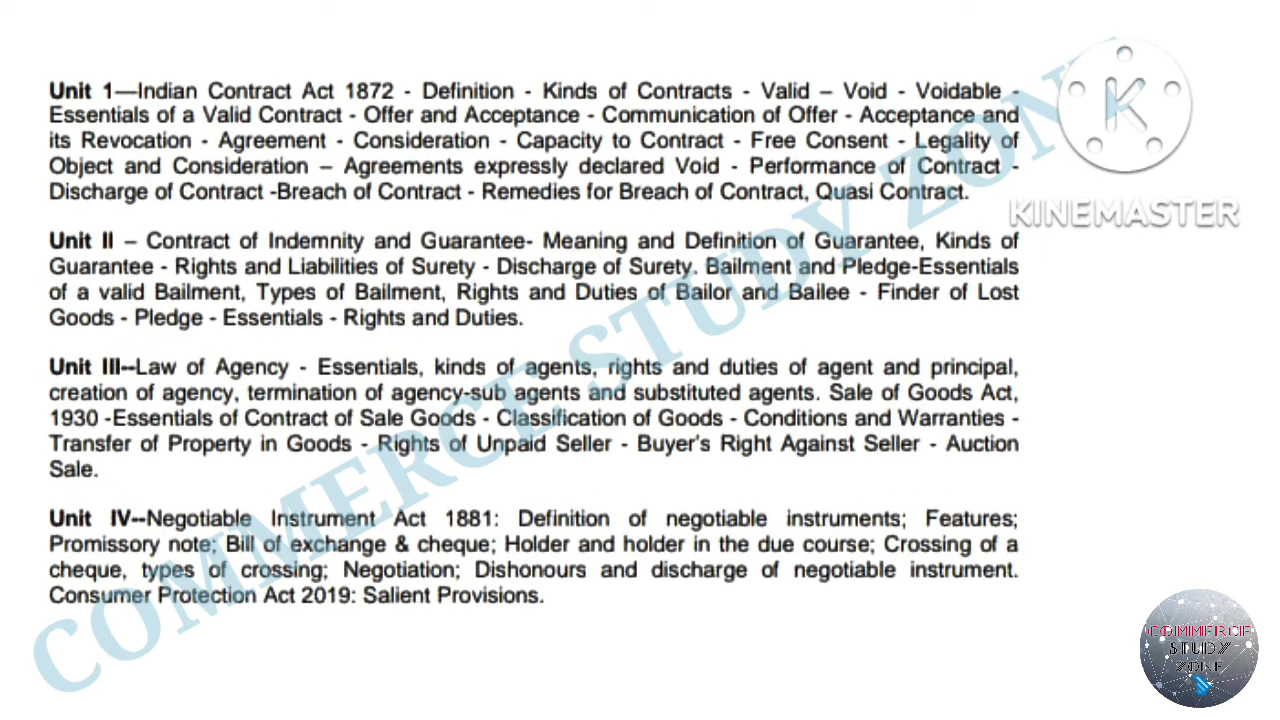 Unit 1—Indian Contract Act 1872 - Definition - Kinds of Contracts - Valid – Void - Voidable -
Essentials of a Valid Contract - Offer and Acceptance - Communication of Offer - Acceptance and
its Revocation - Agreement - Consideration - Capacity to Contract - Free Consent - Legality of
Object and Consideration – Agreements expressly declared Void - Performance of Contract -
Discharge of Contract -Breach of Contract - Remedies for Breach of Contract, Quasi Contract.
Unit II – Contract of Indemnity and Guarantee- Meaning and Definition of Guarantee, Kinds of
Guarantee - Rights and Liabilities of Surety - Discharge of Surety. Bailment and Pledge-Essentials
of a valid Bailment, Types of Bailment, Rights and Duties of Bailor and Bailee - Finder of Lost
Goods - Pledge - Essentials - Rights and Duties.
Unit III--Law of Agency - Essentials, kinds of agents, rights and duties of agent and principal,
creation of agency, termination of agency-sub agents and substituted agents. Sale of Goods Act,
1930 -Essentials of Contract of Sale Goods - Classification of Goods - Conditions and Warranties -
Transfer of Property in Goods - Rights of Unpaid Seller - Buyer's Right Against Seller - Auction
Sale.
Unit IV--Negotiable Instrument Act 1881: Definition of negotiable instruments; Features;
Promissory note; Bill of exchange & cheque; Holder and holder in the due course; Crossing of a
cheque, types of crossing; Negotiation; Dishonours and discharge of negotiable instrument.
Consumer Protection Act 2019: Salient Provisions.
COMMERCE STUDY ZONE
K
KINEMASTER
COMMERCE
STUDY
ZONE